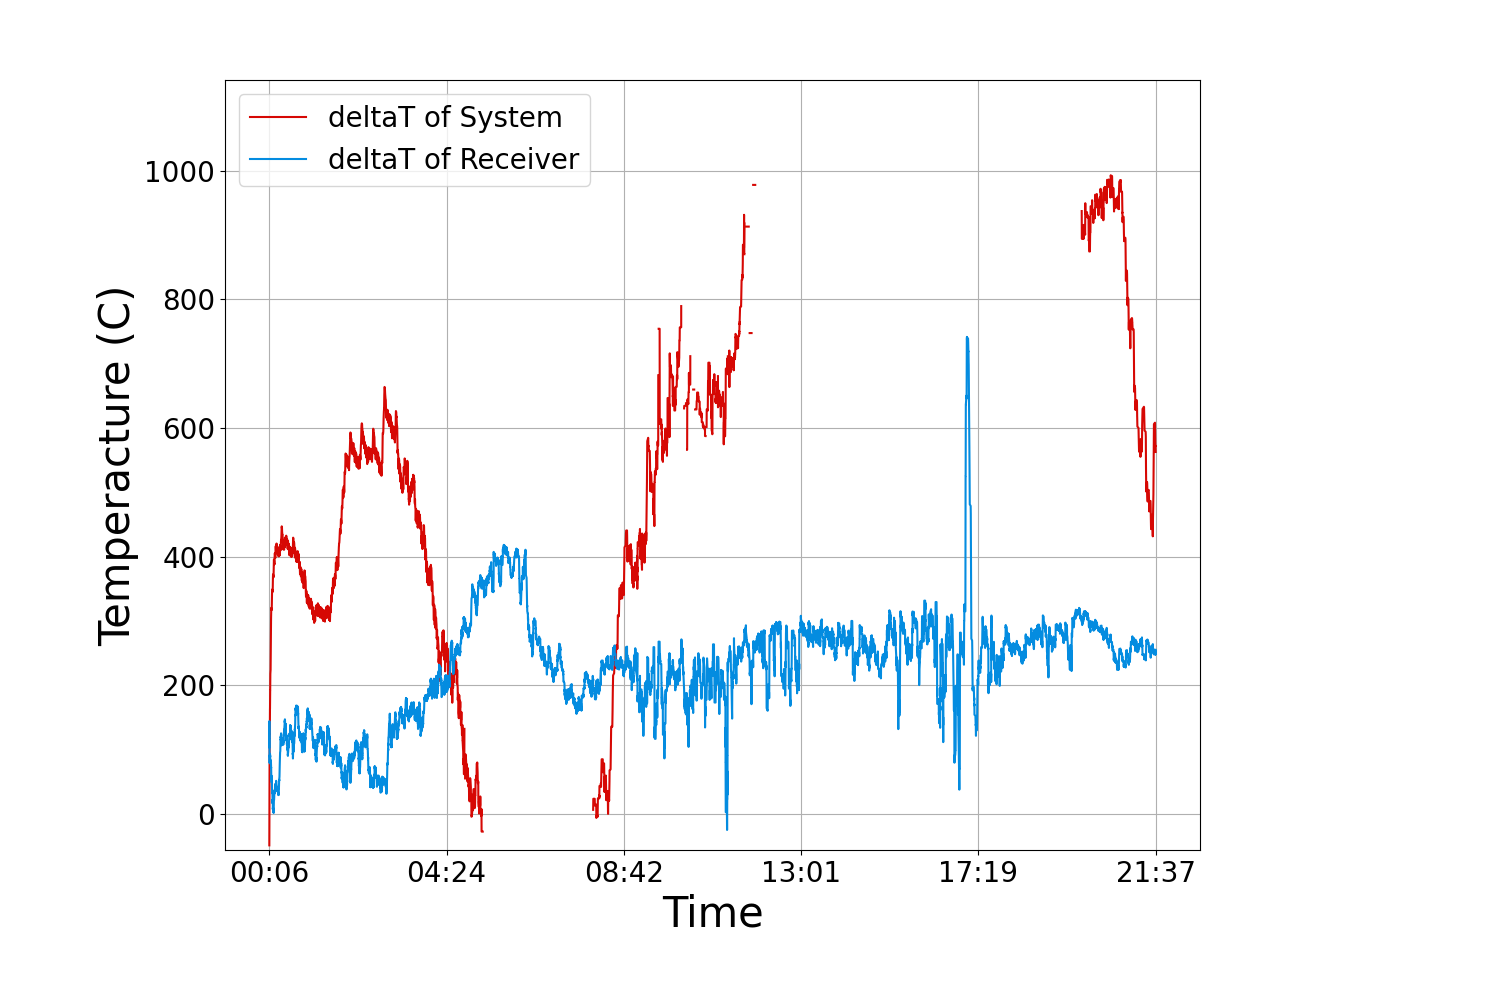 deltaT of System
deltaT of Receiver
Temperacture (C)
1000
800
600
400
200
0
00:06 04:24 08:42 13:01 17:19 21:37
Time